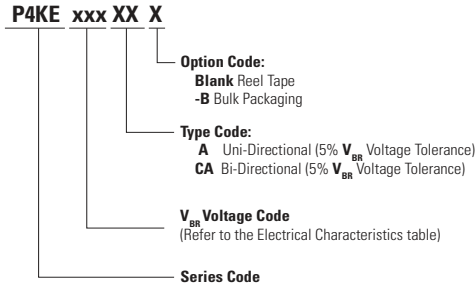 P4KE xxx XX X
Option Code:
Blank Reel Tape
-B Bulk Packaging
Type Code:
A Uni-Directional (5% VBR Voltage Tolerance)
CA Bi-Directional (5% VBR Voltage Tolerance)
VBR Voltage Code
(Refer to the Electrical Characteristics table)
Series Code